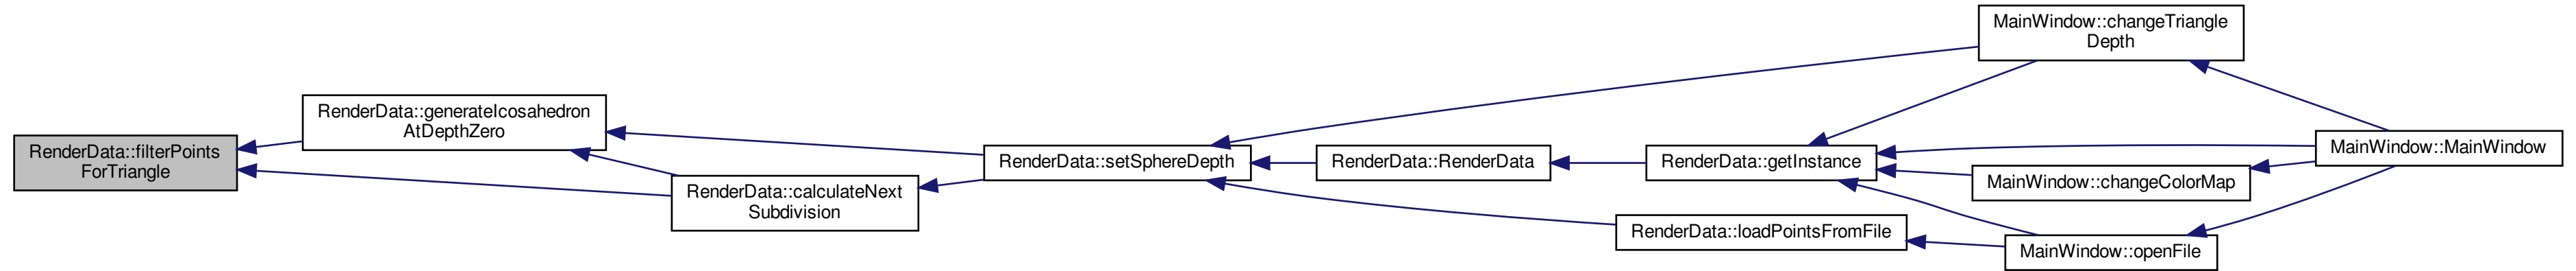 RenderData::filterPoints
ForTriangle
RenderData::generateIcosahedron
AtDepthZero
RenderData::calculateNext
Subdivision
RenderData::setSphereDepth
RenderData::RenderData
RenderData::loadPointsFromFile
RenderData::getInstance
MainWindow::changeTriangle
Depth
MainWindow::changeColorMap
MainWindow::openFile
MainWindow::MainWindow